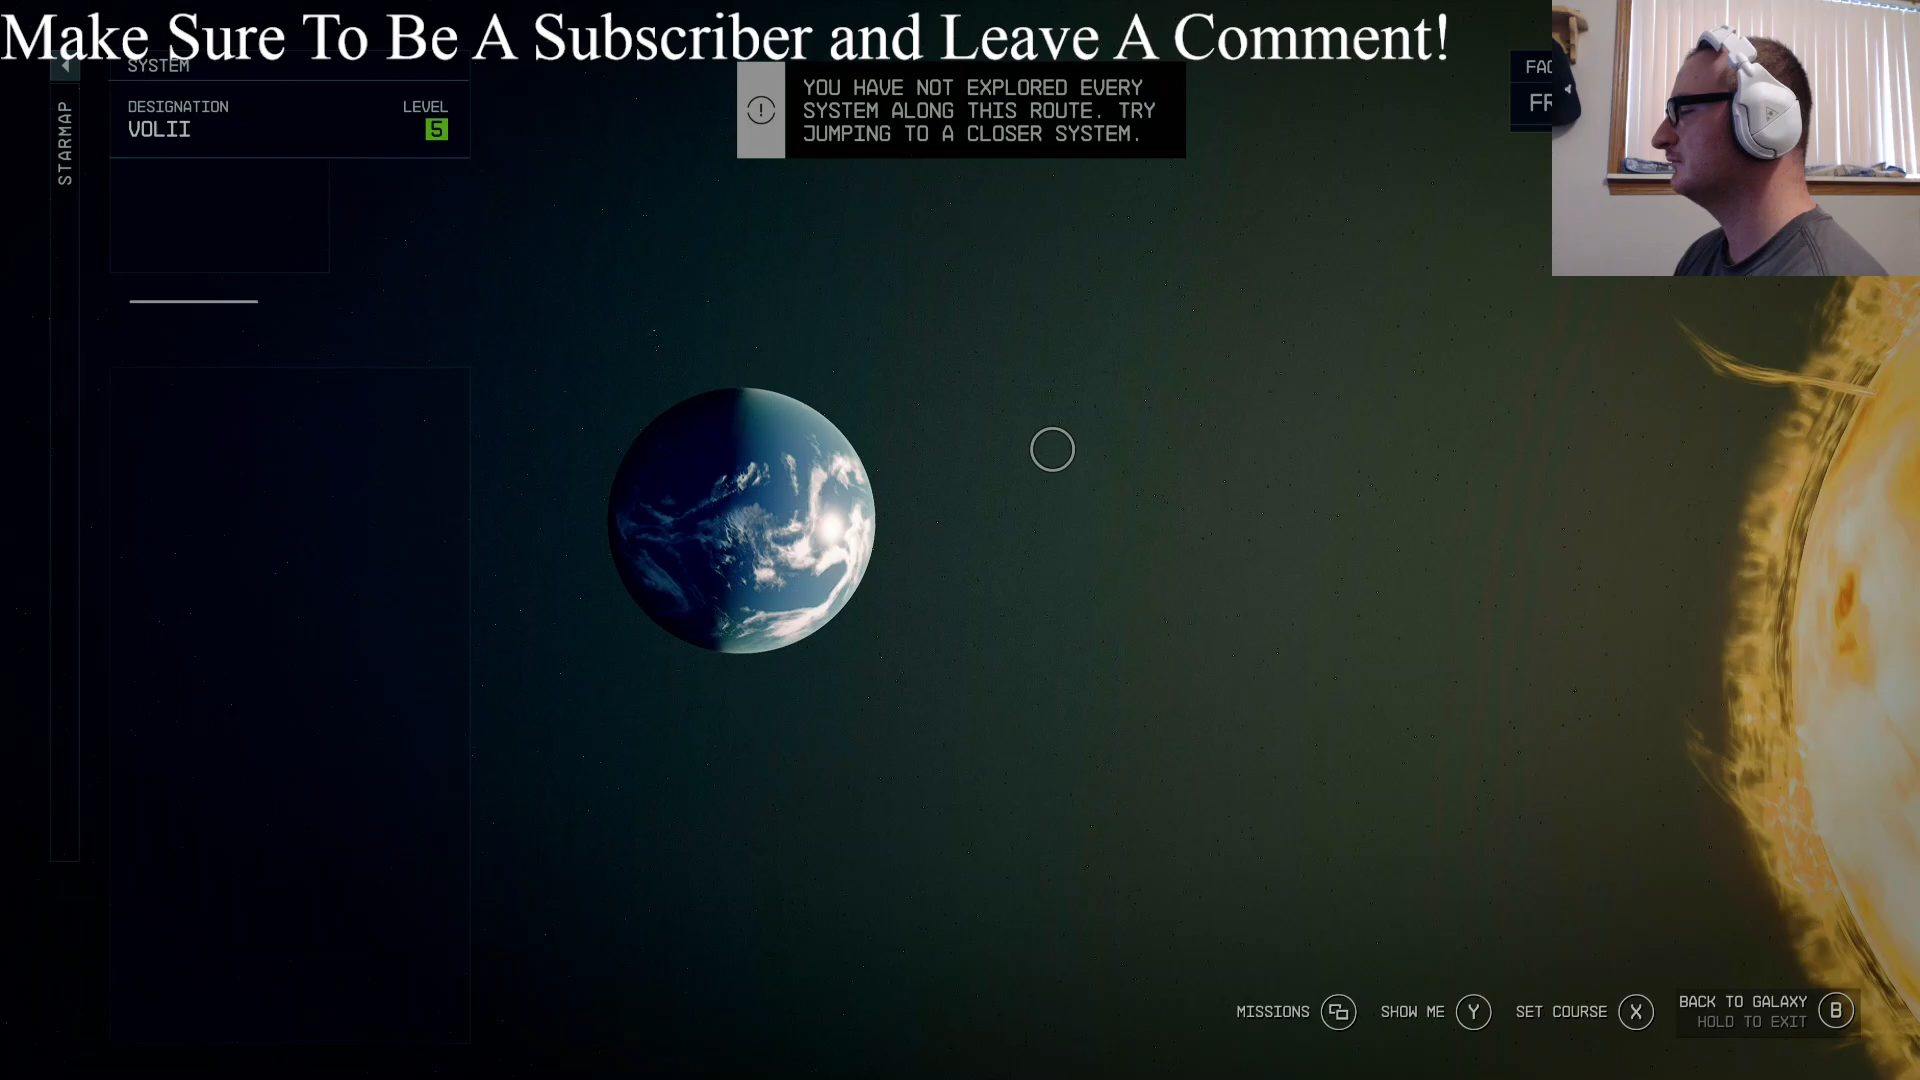 Make Sure To Be A Subscriber and Leave A Comment!
SYSTEM
DESIGNATION LEVEL
VOLII 5
STARMAP
YOU HAVE NOT EXPLORED EVERY
SYSTEM ALONG THIS ROUTE. TRY
JUMPING TO A CLOSER SYSTEM.
FAC
FR
MISSIONS SHOW ME Y SET COURSE X BACK TO GALAXY B
HOLD TO EXIT